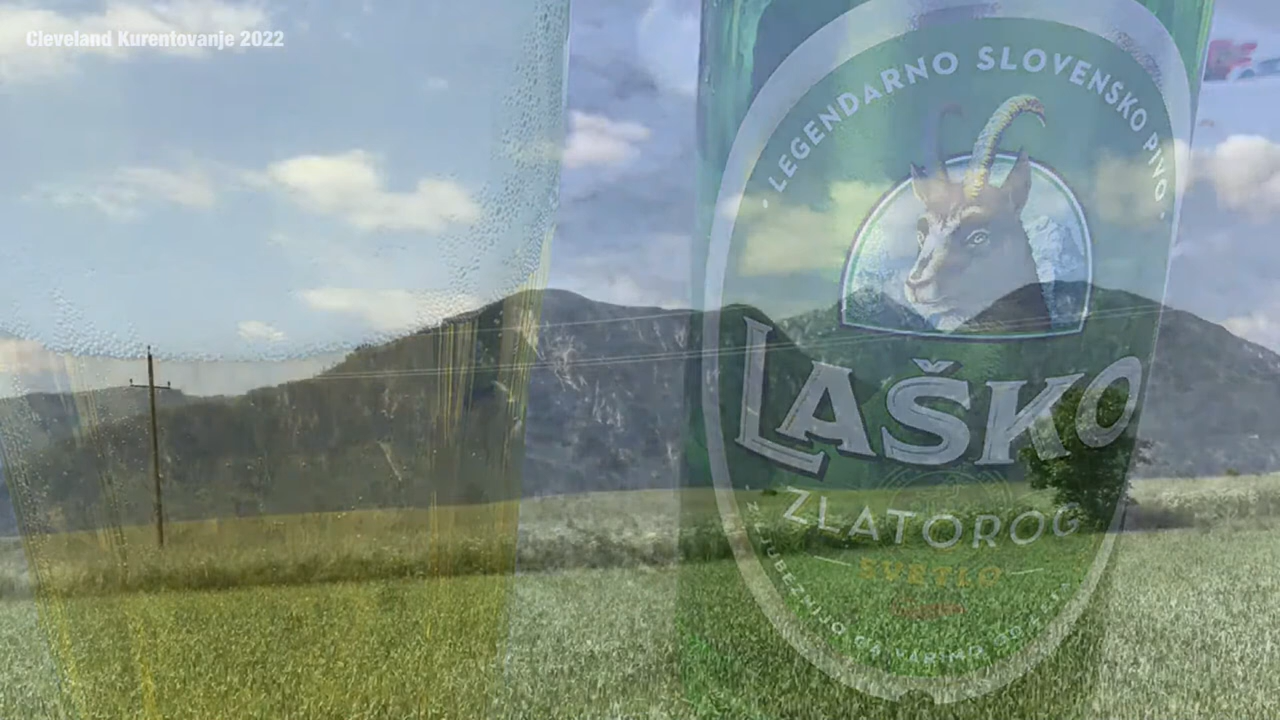 Cleveland Kurentovanje 2022
• LEGENDARNO SLOVENSKO PIVO •
LAŠKO
ZLATOROG
SVETLO